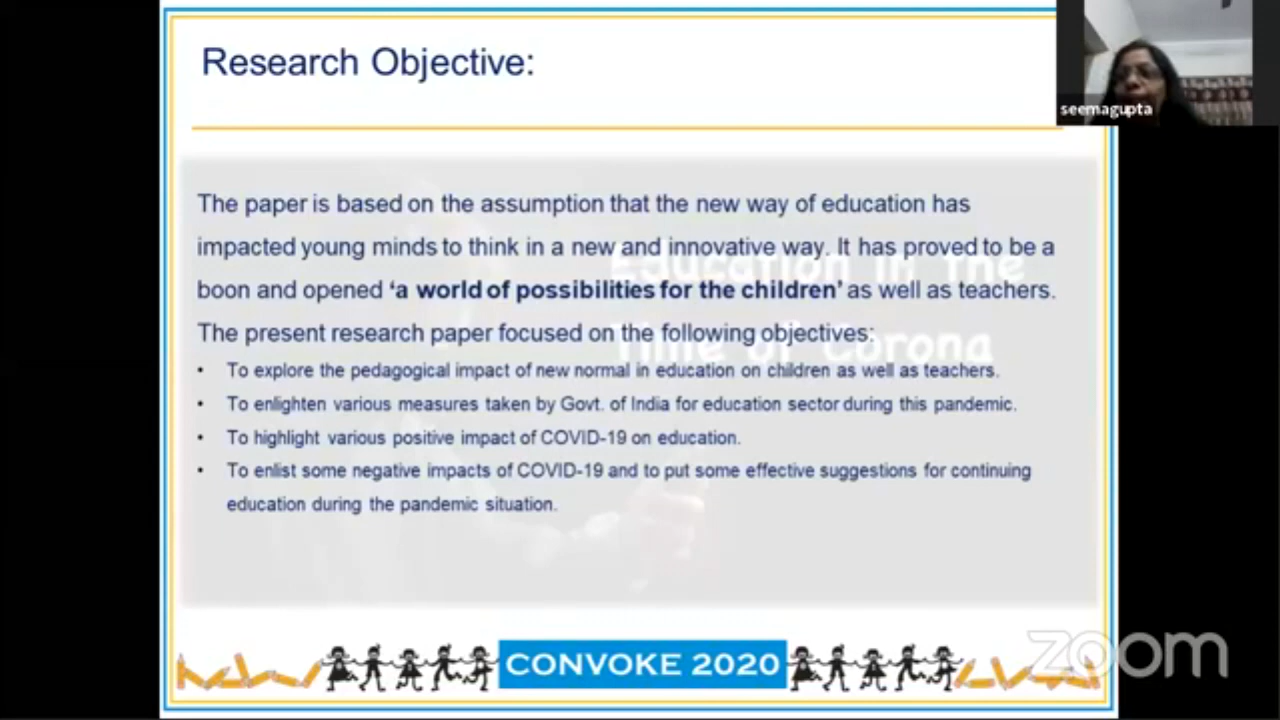 Research Objective:
seemagupta
The paper is based on the assumption that the new way of education has
impacted young minds to think in a new and innovative way. It has proved to be a
boon and opened ‘a world of possibilities for the children’ as well as teachers.
The present research paper focused on the following objectives:
• To explore the pedagogical impact of new normal in education on children as well as teachers.
• To enlighten various measures taken by Govt. of India for education sector during this pandemic.
• To highlight various positive impact of COVID-19 on education.
• To enlist some negative impacts of COVID-19 and to put some effective suggestions for continuing
education during the pandemic situation.
Education in the
Time of Corona
CONVOKE 2020
zoom